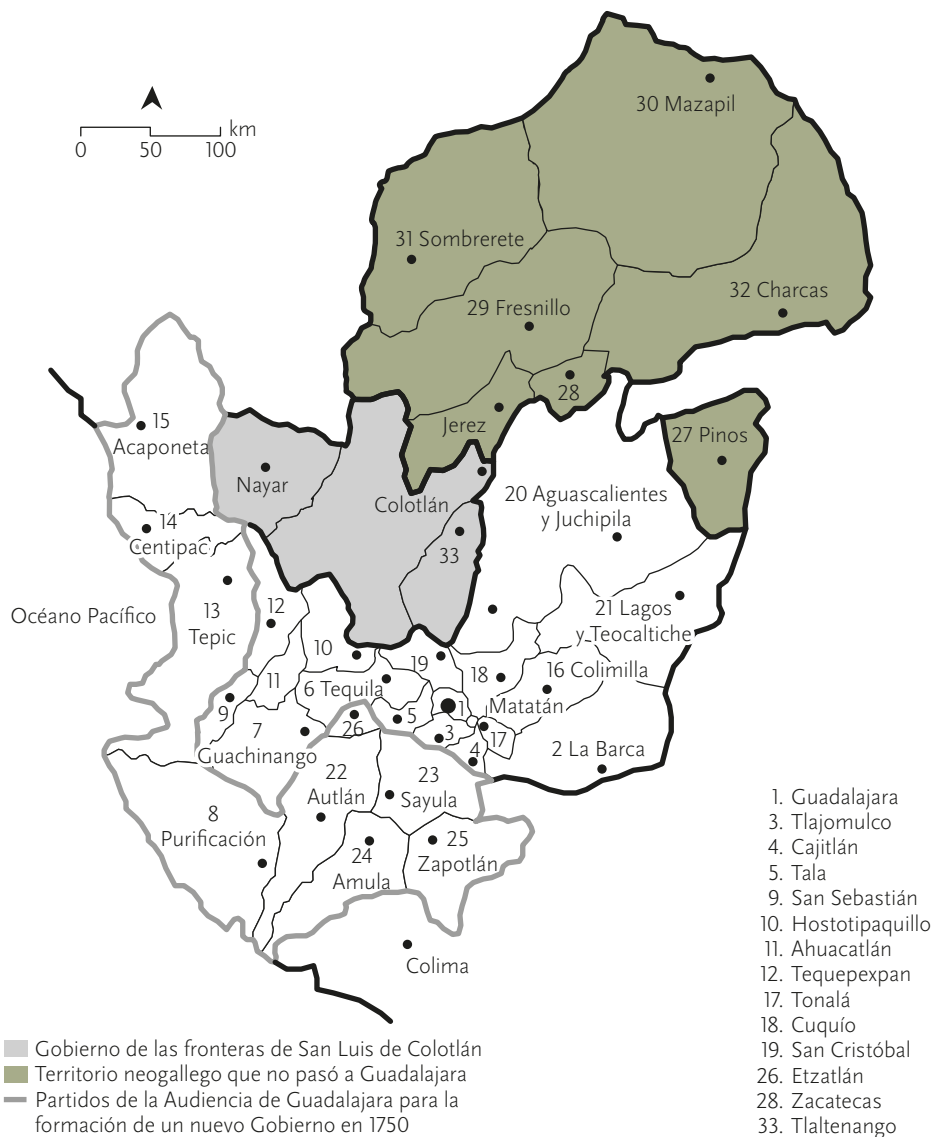 30 Mazapil
km
0 50 100
31 Sombrerete
32 Charcas
29 Fresnillo
28
15
Acaponeta
Jerez
27 Pinos
Nayar
Colotlán
20 Aguascalientes
y Juchipila
14
Centipac
33
Océano Pacífico
13
Tepic
12
21 Lagos
y Teocaltiche
10
19
18
16 Colimilla
11
6 Tequila
Matatán
9
26
5
1
7
3
17
Guachinango
4
2 La Barca
22
Autlán
23
Sayula
8
Purificación
24
Amula
25
Zapotlán
Colima
1. Guadalajara
3. Tlajomulco
4. Cajitlán
5. Tala
9. San Sebastián
10. Hostotipaquillo
11. Ahuacatlán
12. Tequepexpan
17. Tonalá
18. Cuquío
19. San Cristóbal
26. Etzatlán
28. Zacatecas
33. Tlaltenango
Gobierno de las fronteras de San Luis de Colotlán
Territorio neogallego que no pasó a Guadalajara
Partidos de la Audiencia de Guadalajara para la
formación de un nuevo Gobierno en 1750